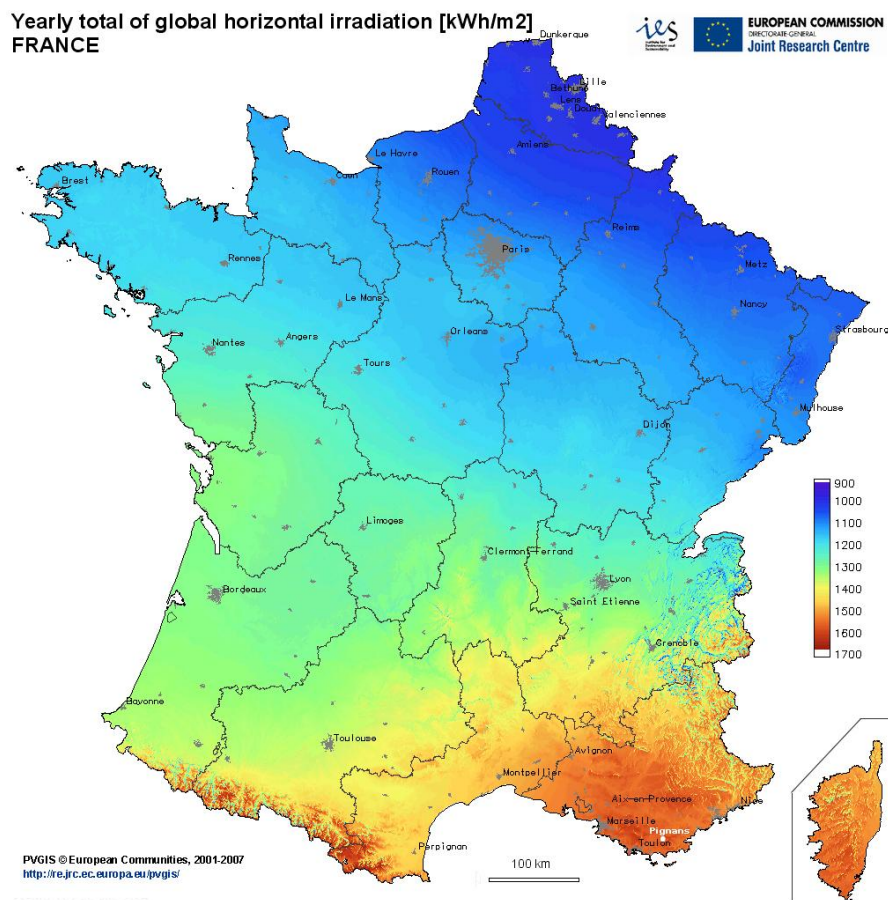 Yearly total of global horizontal irradiation [kWh/m2]
FRANCE
ies
EUROPEAN COMMISSION
DIRECTORATE-GENERAL
Joint Research Centre
Dunkerque
Lille
Bethune
Lens
Douai
Valenciennes
Amiens
Le Havre
Rouen
Caen
Brest
Reims
Paris
Metz
Rennes
Le Mans
Nancy
Strasbourg
Orleans
Nantes
Angers
Tours
Mulhouse
Dijon
900
1000
1100
1200
1300
1400
1500
1600
1700
Limoges
Clermont-Ferrand
Lyon
Bordeaux
Saint Etienne
Grenoble
Bayonne
Toulouse
Avignon
Montpellier
Aix-en-Provence
Nice
Marseille
Pignans
Toulon
Perpignan
100 km
PVGIS © European Communities, 2001-2007
http://re.jrc.ec.europa.eu/pvgis/